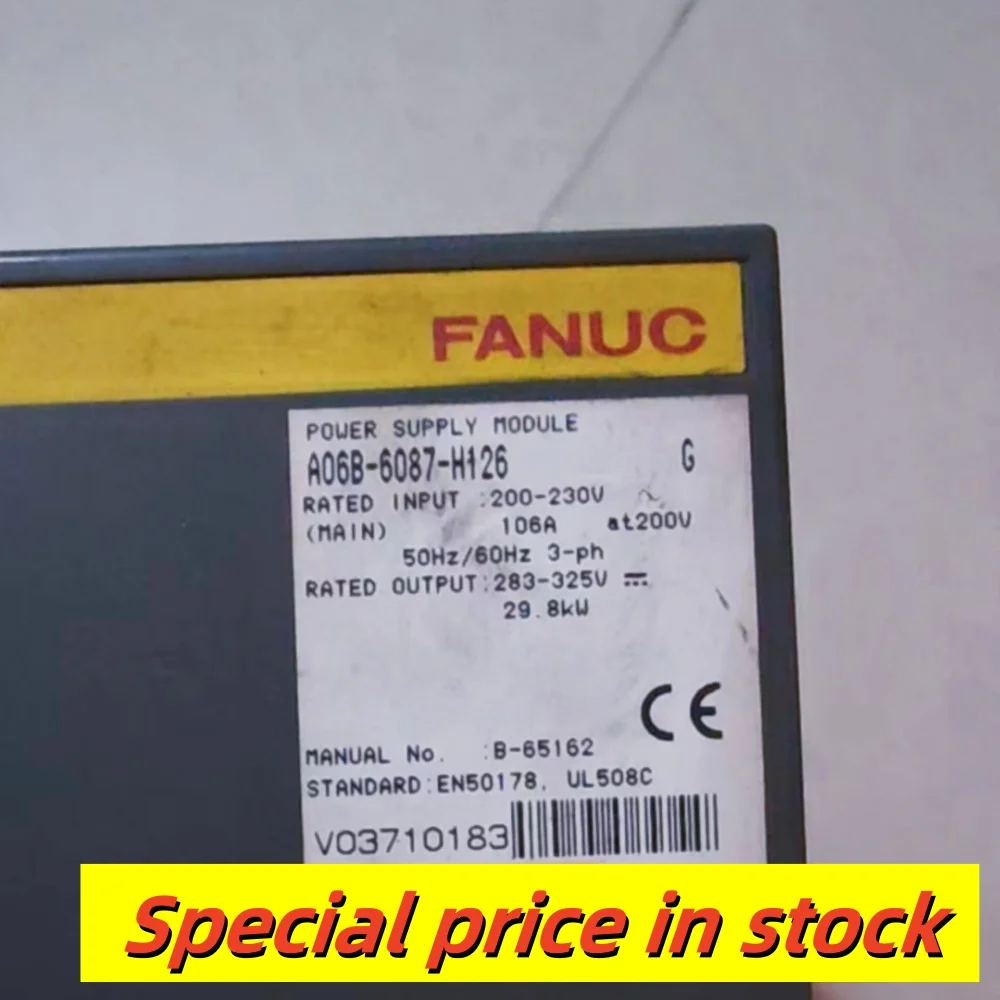 FANUC
POWER SUPPLY MODULE
A06B-6087-H126 G
RATED INPUT :200-230V ~
(MAIN) 106A at200V
50Hz/60Hz 3-ph
RATED OUTPUT:283-325V ⎓
29.8kW
CE
MANUAL No. :B-65162
STANDARD:EN50178, UL508C
V03710183
Special price in stock